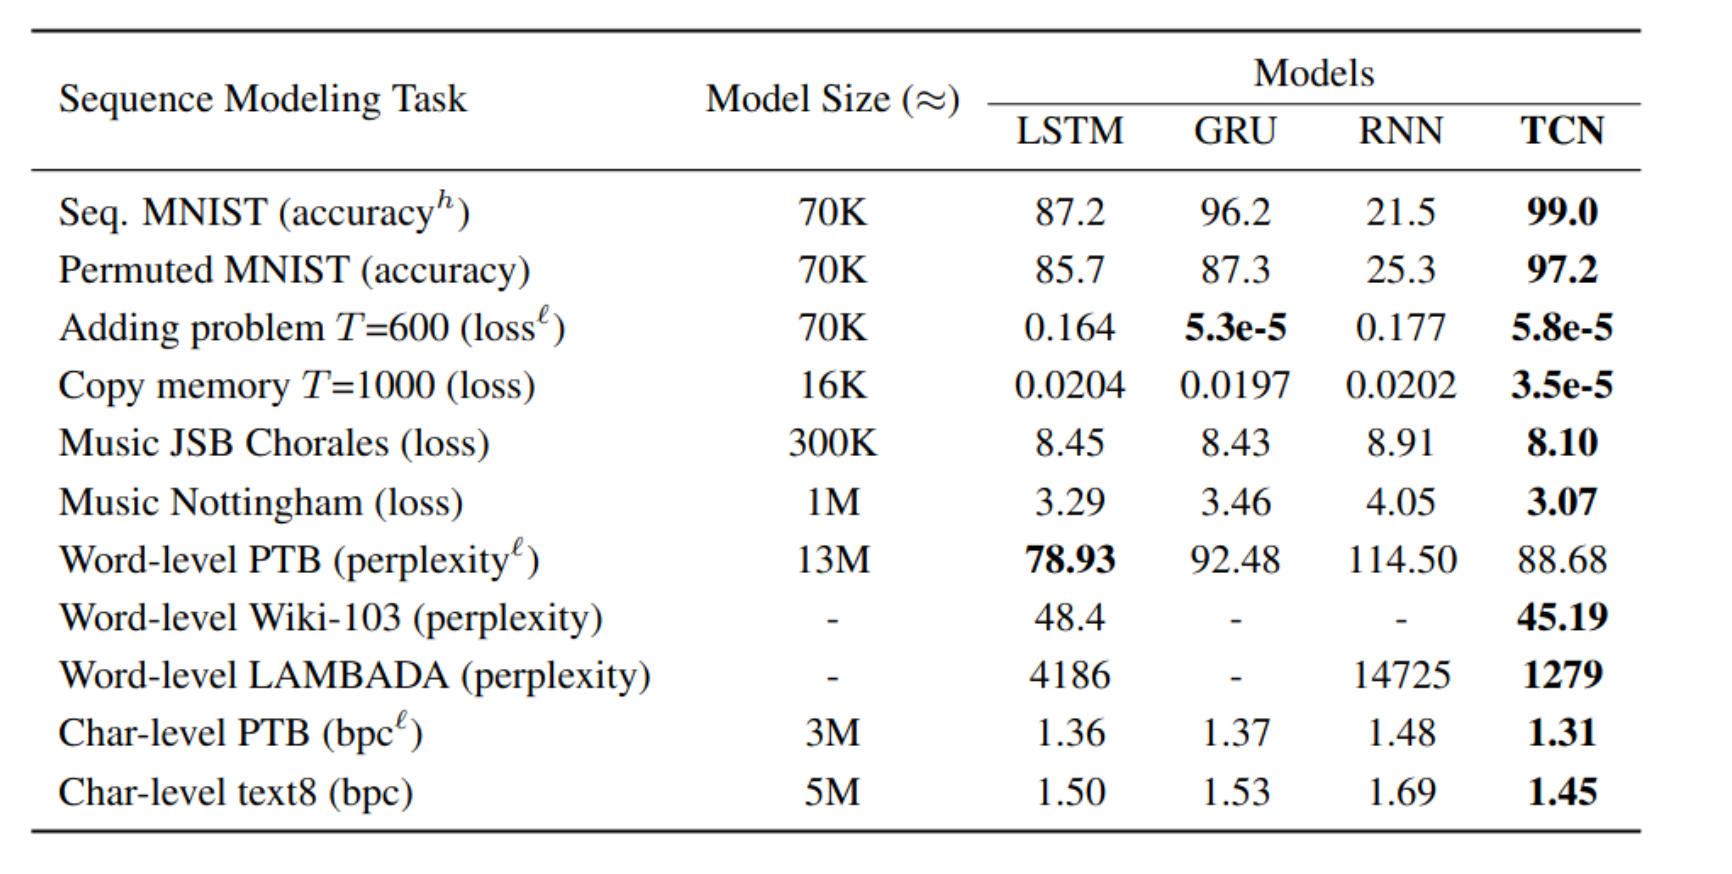 Models
Sequence Modeling Task Model Size (≈)
LSTM GRU RNN TCN
Seq. MNIST (accuracyʰ) 70K 87.2 96.2 21.5 99.0
Permuted MNIST (accuracy) 70K 85.7 87.3 25.3 97.2
Adding problem T=600 (lossℓ) 70K 0.164 5.3e-5 0.177 5.8e-5
Copy memory T=1000 (loss) 16K 0.0204 0.0197 0.0202 3.5e-5
Music JSB Chorales (loss) 300K 8.45 8.43 8.91 8.10
Music Nottingham (loss) 1M 3.29 3.46 4.05 3.07
Word-level PTB (perplexityℓ) 13M 78.93 92.48 114.50 88.68
Word-level Wiki-103 (perplexity) - 48.4 - - 45.19
Word-level LAMBADA (perplexity) - 4186 - 14725 1279
Char-level PTB (bpcℓ) 3M 1.36 1.37 1.48 1.31
Char-level text8 (bpc) 5M 1.50 1.53 1.69 1.45